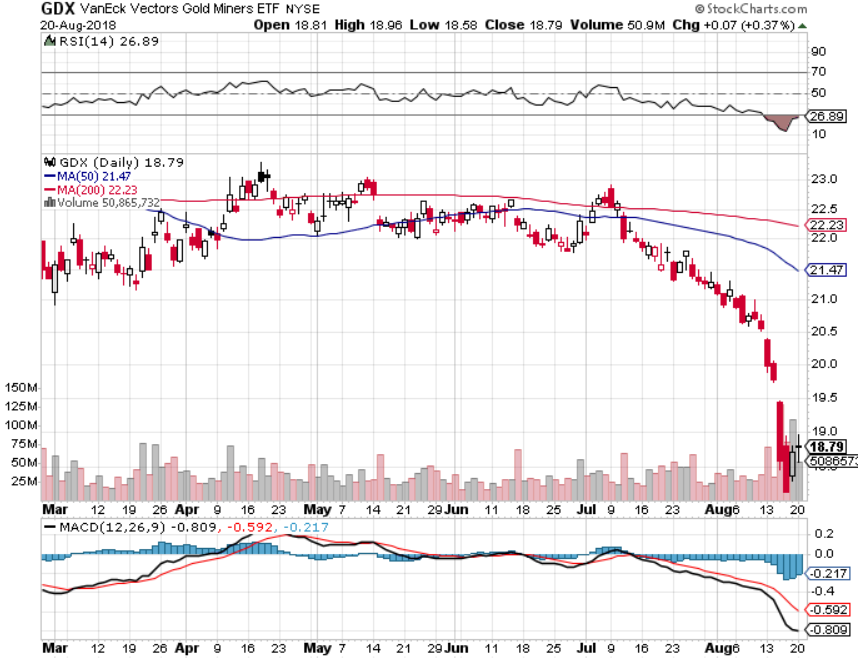 GDX VanEck Vectors Gold Miners ETF NYSE © StockCharts.com
20-Aug-2018 Open 18.81 High 18.96 Low 18.58 Close 18.79 Volume 50.9M Chg +0.07 (+0.37%)
RSI(14) 26.89
90
70
50
26.89
10
GDX (Daily) 18.79
MA(50) 21.47
MA(200) 22.23
Volume 50,865,732
23.0
22.5
22.23
22.0
21.47
21.0
20.5
20.0
19.5
19.0
18.79
5086573
150M
125M
100M
75M
50M
25M
Mar 12 19 26 Apr 9 16 23 May 7 14 21 29 Jun 11 18 25 Jul 9 16 23 Aug 6 13 20
MACD(12,26,9) -0.809, -0.592, -0.217
0.2
0.0
-0.217
-0.4
-0.592
-0.809
Mar 12 19 26 Apr 9 16 23 May 7 14 21 29 Jun 11 18 25 Jul 9 16 23 Aug 6 13 20